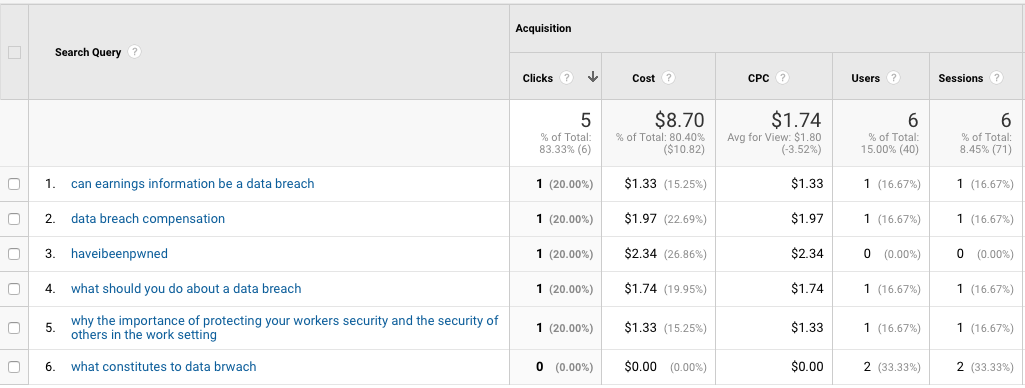 Acquisition
Search Query ?
Clicks ? Cost ? CPC ? Users ? Sessions ?
5 $8.70 $1.74 6 6
% of Total: % of Total: 80.40% Avg for View: $1.80 % of Total: % of Total:
83.33% (6) ($10.82) (-3.52%) 15.00% (40) 8.45% (71)
1. can earnings information be a data breach 1 (20.00%) $1.33 (15.25%) $1.33 1 (16.67%) 1 (16.67%)
2. data breach compensation 1 (20.00%) $1.97 (22.69%) $1.97 1 (16.67%) 1 (16.67%)
3. haveibeenpwned 1 (20.00%) $2.34 (26.86%) $2.34 0 (0.00%) 0 (0.00%)
4. what should you do about a data breach 1 (20.00%) $1.74 (19.95%) $1.74 1 (16.67%) 1 (16.67%)
5. why the importance of protecting your workers security and the security of
others in the work setting 1 (20.00%) $1.33 (15.25%) $1.33 1 (16.67%) 1 (16.67%)
6. what constitutes to data brwach 0 (0.00%) $0.00 (0.00%) $0.00 2 (33.33%) 2 (33.33%)